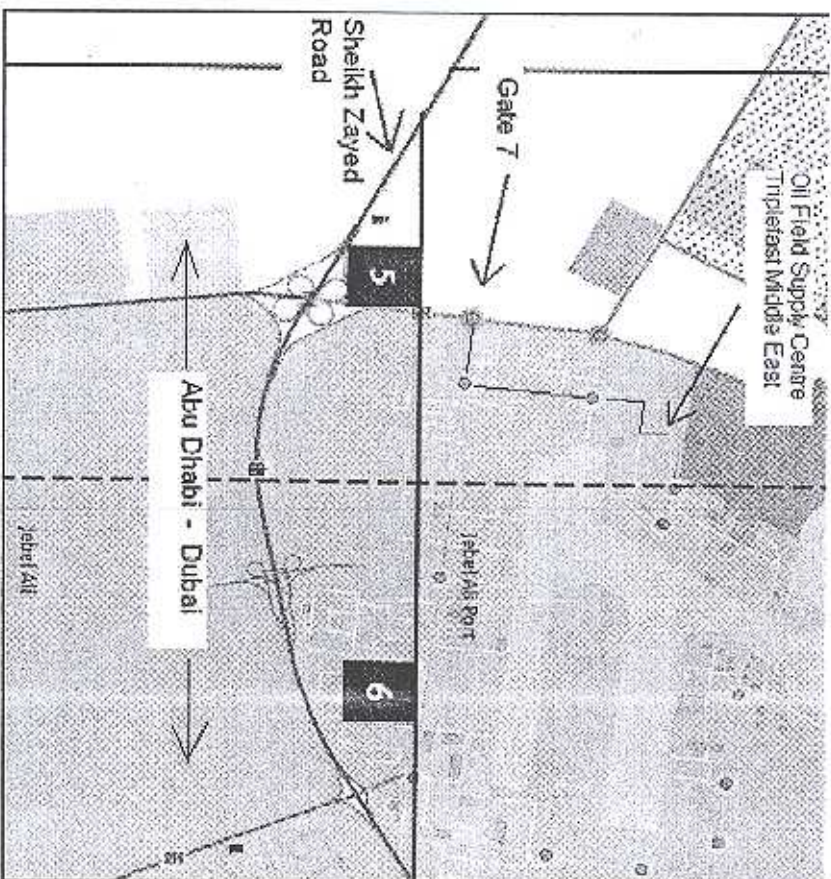 Oil Field Supply Centre
Triplefast Middle East
Gate 7
Sheikh Zayed
Road
5
6
Jebel Ali Port
Abu Dhabi - Dubai
Jebel Ali